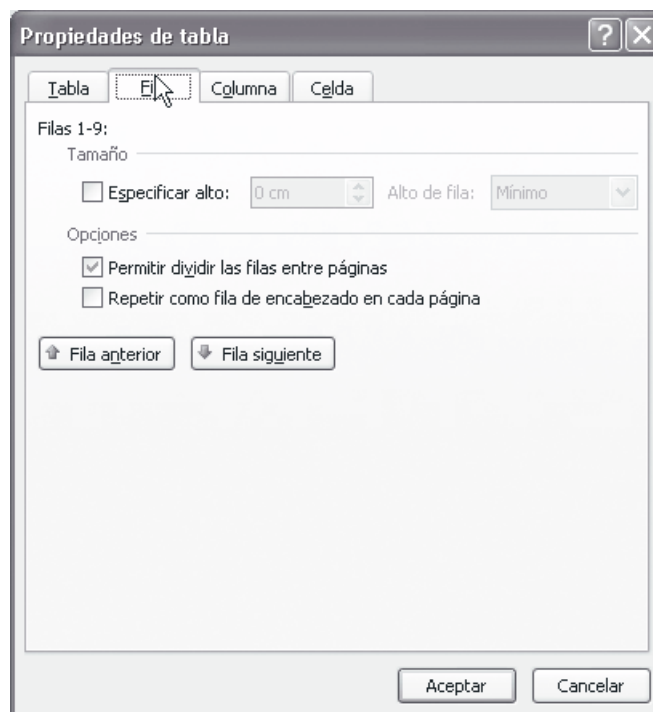 Propiedades de tabla
Tabla Columna Celda
Filas 1-9:
Tamaño
Especificar alto: 0 cm Alto de fila: Mínimo
Opciones
Permitir dividir las filas entre páginas
Repetir como fila de encabezado en cada página
Fila anterior Fila siguiente
Aceptar Cancelar